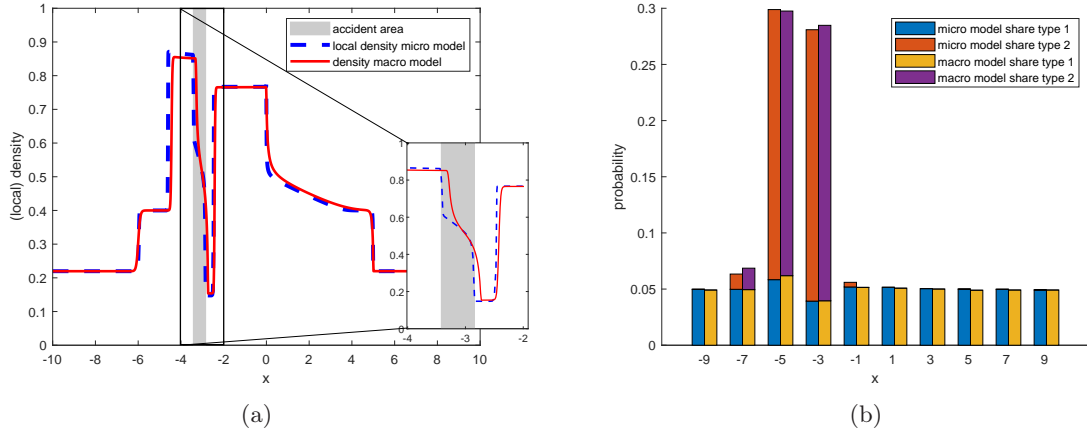 1
0.9
0.8
0.7
0.6
0.5
0.4
0.3
0.2
0.1
0
(local) density
-10 -8 -6 -4 -2 0 2 4 6 8 10
x
accident area
local density micro model
density macro model
1
0.8
0.6
0.4
0.2
0
-4 -3 -2
(a)
0.3
0.25
0.2
0.15
0.1
0.05
0
probability
-9 -7 -5 -3 -1 1 3 5 7 9
x
micro model share type 1
micro model share type 2
macro model share type 1
macro model share type 2
(b)